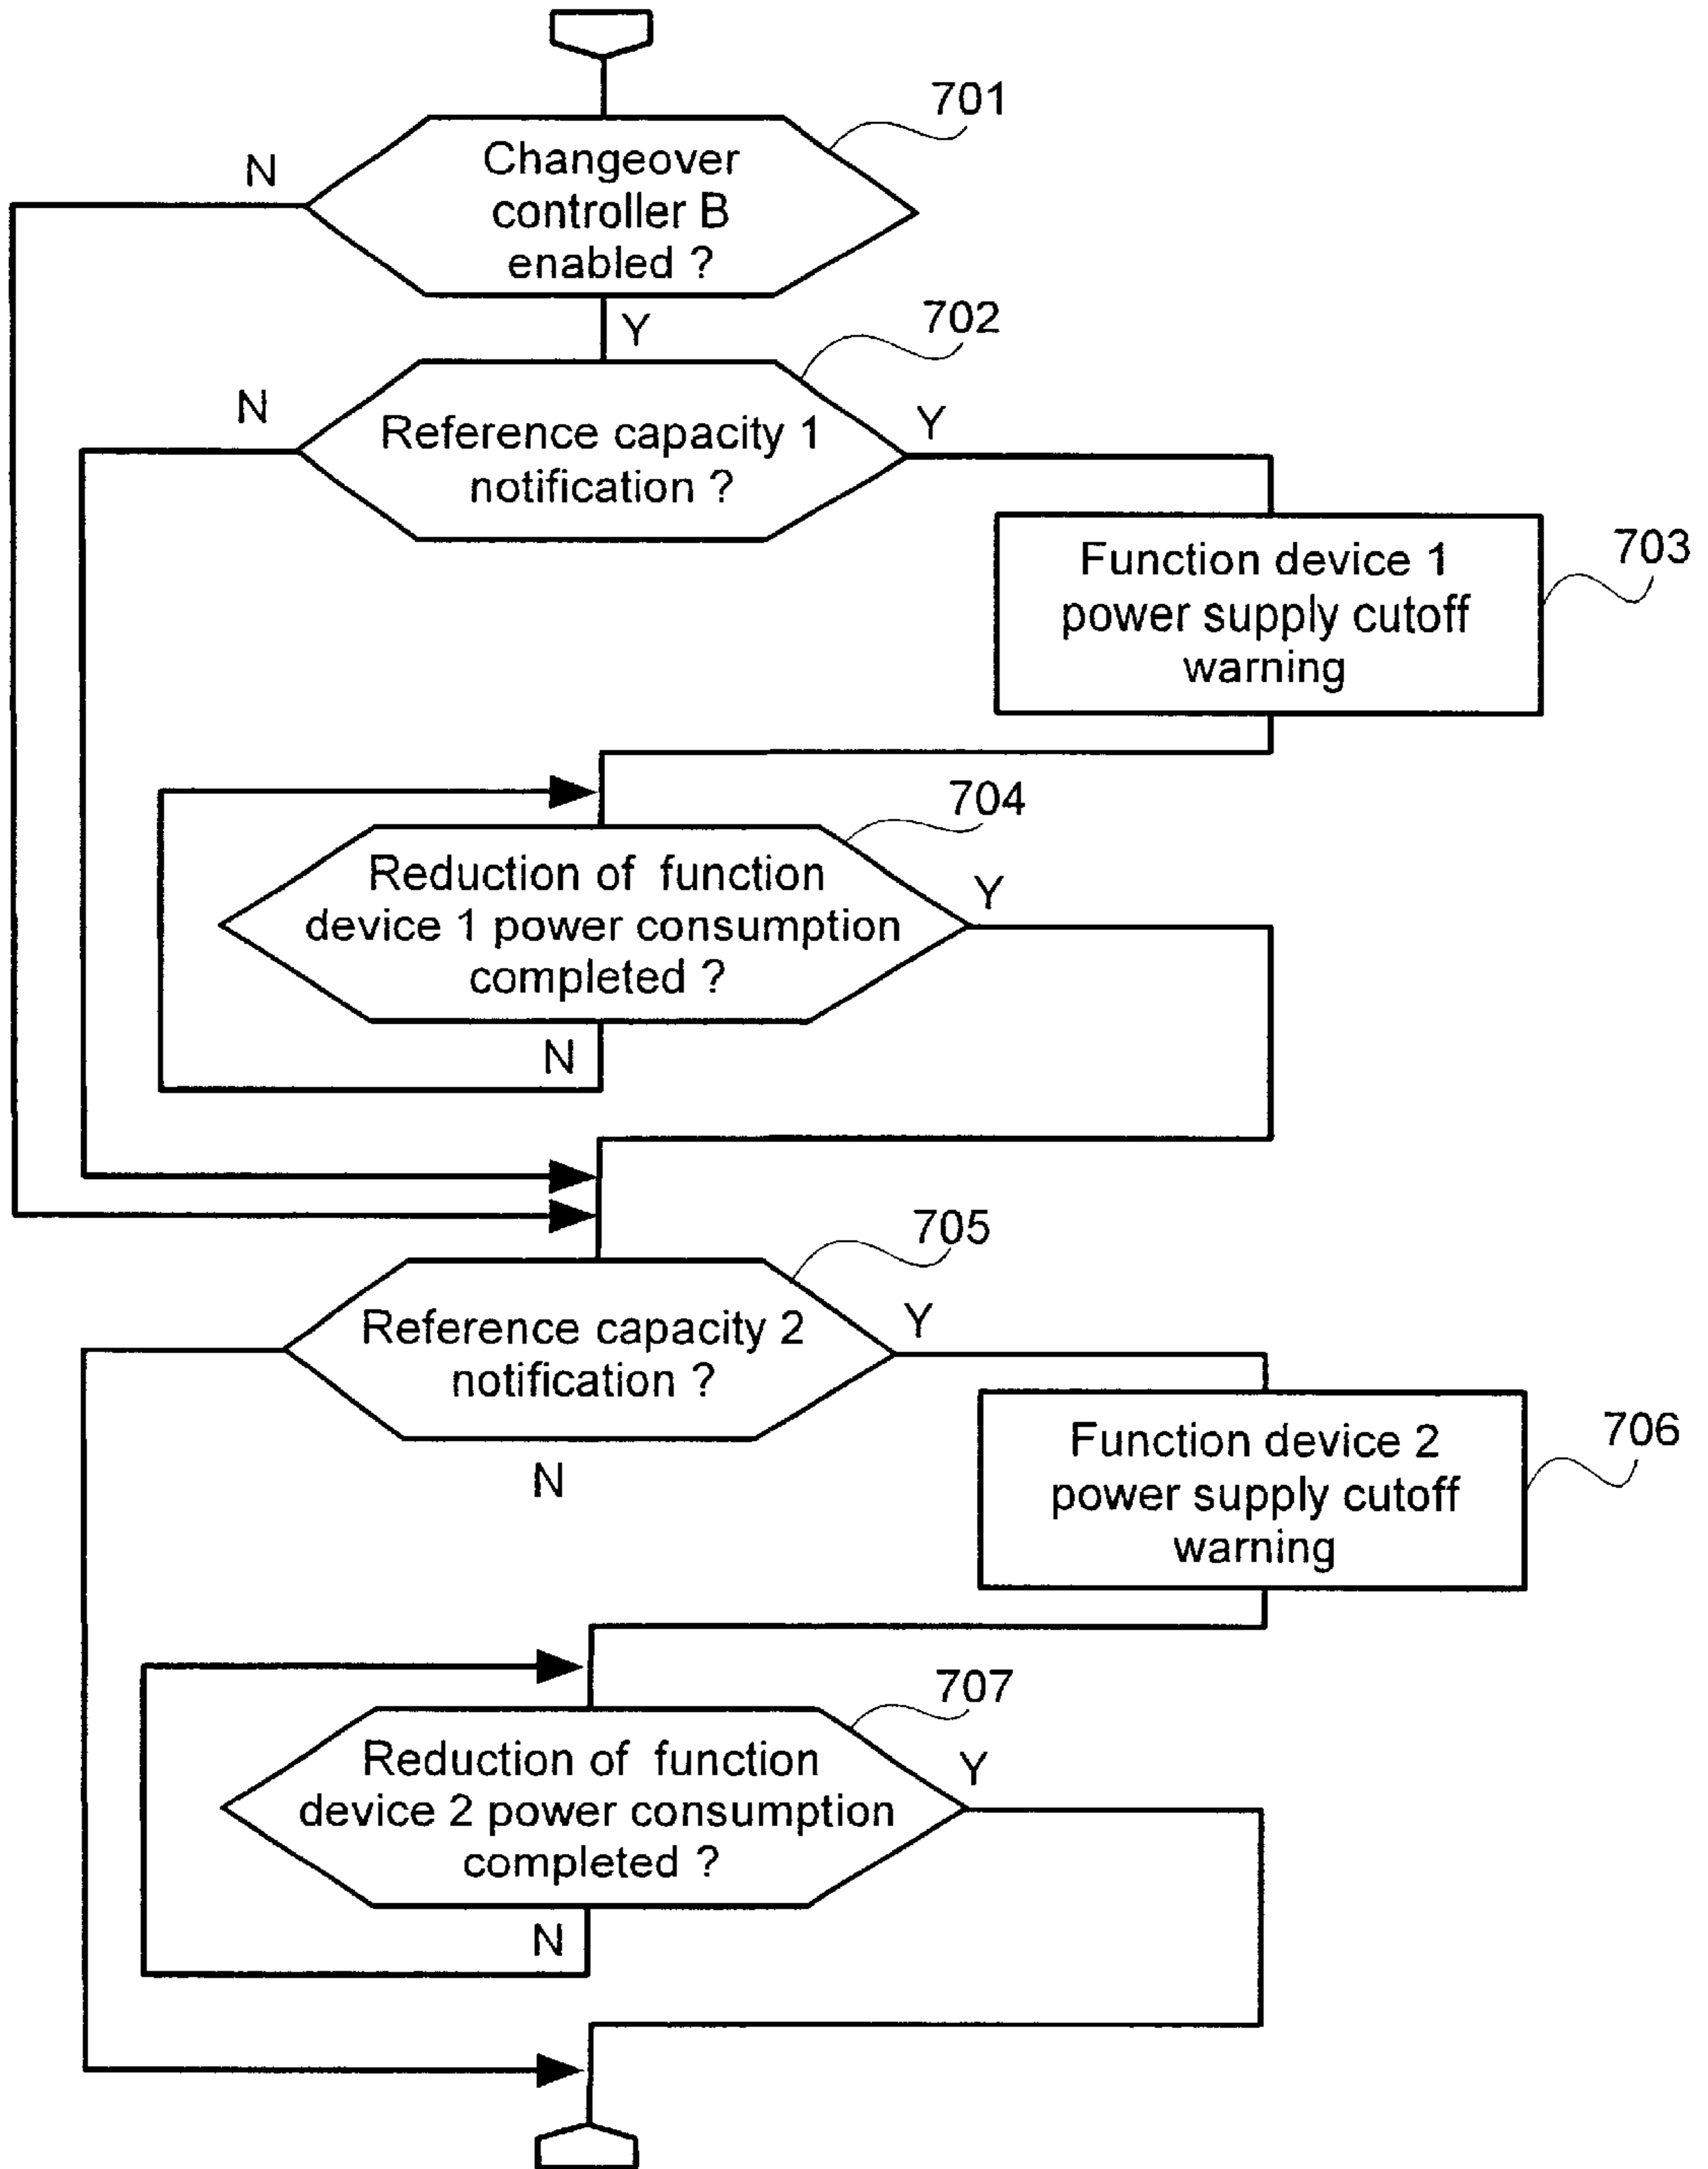 701
N
Changeover
controller B
enabled ?
Y
702
N
Reference capacity 1
notification ?
Y
Function device 1
power supply cutoff
warning
703
704
Reduction of function
device 1 power consumption
completed ?
Y
N
705
Reference capacity 2
notification ?
Y
N
Function device 2
power supply cutoff
warning
706
707
Reduction of function
device 2 power consumption
completed ?
Y
N